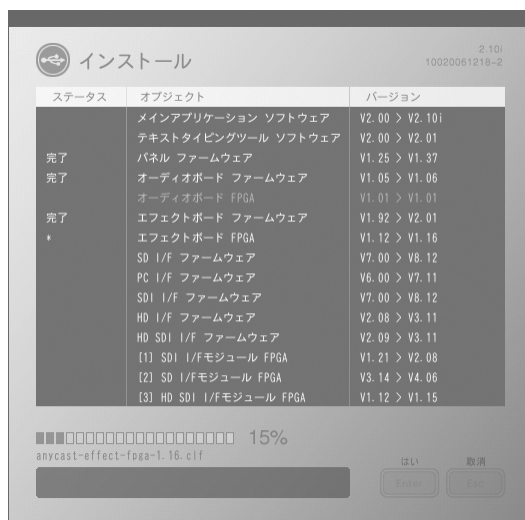 インストール
2.10i
10020061218-2
ステータス オブジェクト バージョン
メインアプリケーション ソフトウェア V2.00 > V2.10i
テキストタイピングツール ソフトウェア V2.00 > V2.01
完了 パネル ファームウェア V1.25 > V1.37
完了 オーディオボード ファームウェア V1.05 > V1.06
オーディオボード FPGA V1.01 > V1.01
完了 エフェクトボード ファームウェア V1.92 > V2.01
* エフェクトボード FPGA V1.12 > V1.16
SD I/F ファームウェア V7.00 > V8.12
PC I/F ファームウェア V6.00 > V7.11
SDI I/F ファームウェア V7.00 > V8.12
HD I/F ファームウェア V2.08 > V3.11
HD SDI I/F ファームウェア V2.09 > V3.11
[1] SDI I/Fモジュール FPGA V1.21 > V2.08
[2] SD I/Fモジュール FPGA V3.14 > V4.06
[3] HD SDI I/Fモジュール FPGA V1.12 > V1.15
15%
anycast-effect-fpga-1.16.clf
はい 取消
Enter Esc